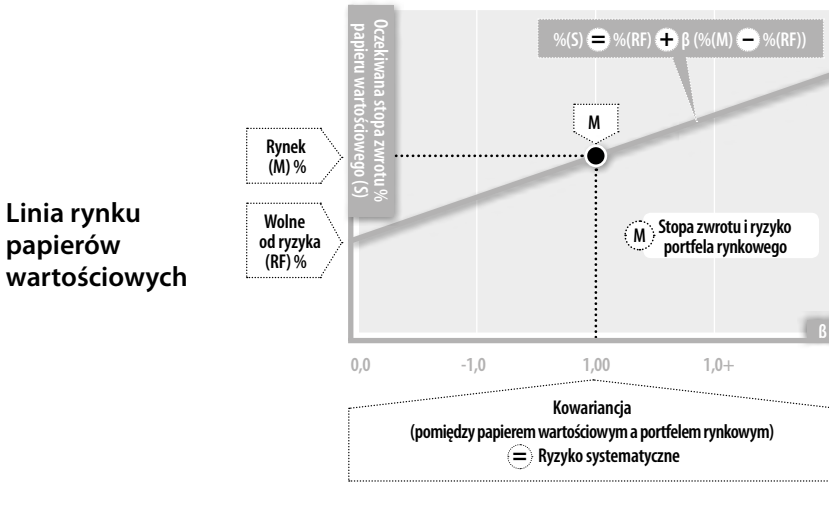 Linia rynku
papierów
wartościowych
Oczekiwana stopa zwrotu %
papieru wartościowego (S)
%(S) = %(RF) + β (%(M) − %(RF))
M
Rynek
(M) %
Wolne
od ryzyka
(RF) %
M
Stopa zwrotu i ryzyko
portfela rynkowego
ß
0,0 -1,0 1,00 1,0+
Kowariancja
(pomiędzy papierem wartościowym a portfelem rynkowym)
= Ryzyko systematyczne